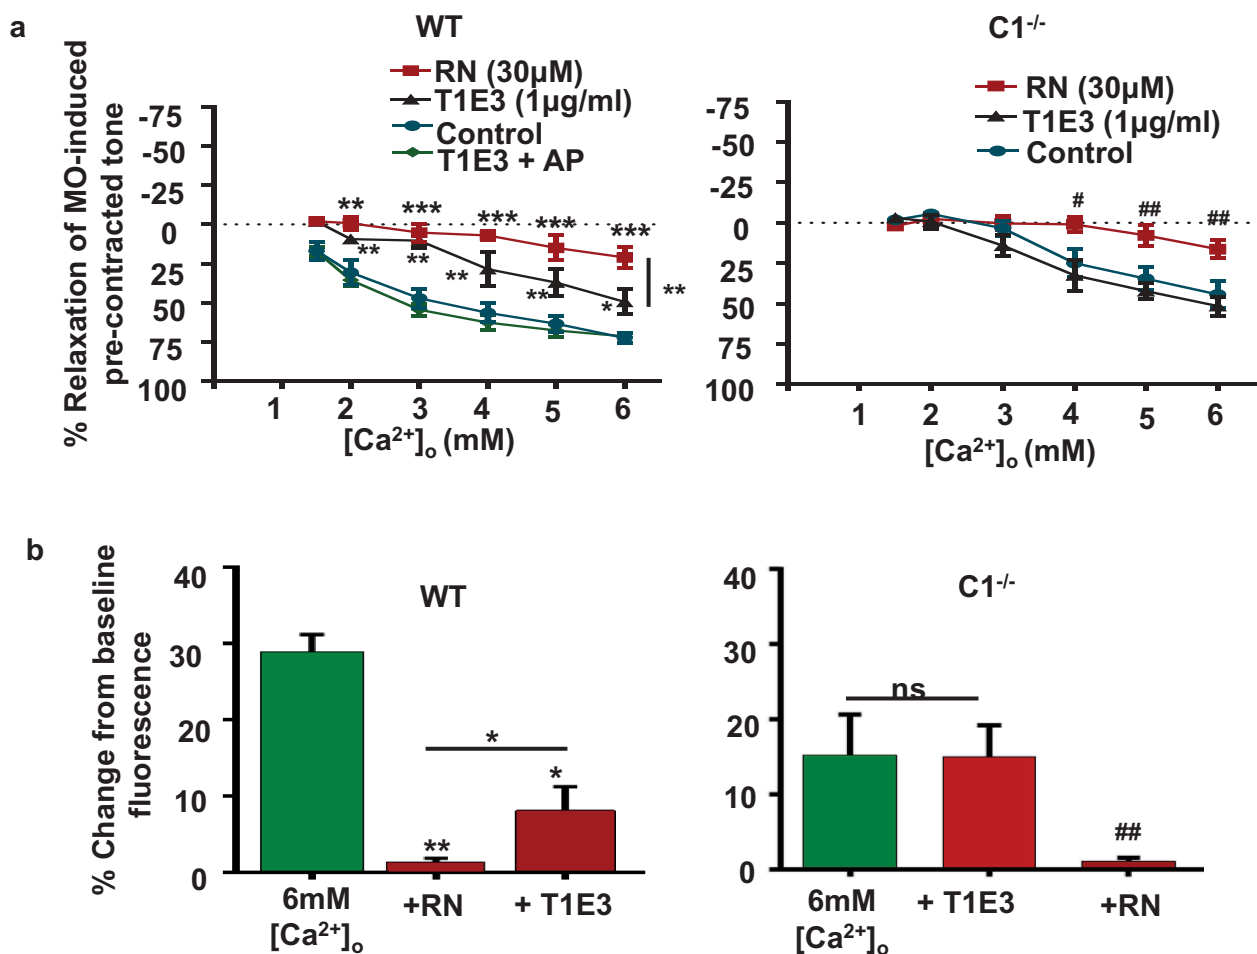 a
WT
RN (30µM)
T1E3 (1µg/ml)
Control
T1E3 + AP
% Relaxation of MO-induced
pre-contracted tone
-75
-50
-25
0
25
50
75
100
** *** *** *** ***
** ** ** ** *
**
1 2 3 4 5 6
[Ca²⁺]ₒ (mM)
C1⁻/⁻
RN (30µM)
T1E3 (1µg/ml)
Control
-75
-50
-25
0
25
50
75
100
# ## ##
1 2 3 4 5 6
[Ca²⁺]ₒ (mM)
b
WT
% Change from baseline
fluorescence
40
30
20
10
0
*
*
**
6mM
[Ca²⁺]ₒ
+RN
+ T1E3
C1⁻/⁻
40
30
20
10
0
ns
##
6mM
[Ca²⁺]ₒ
+ T1E3
+RN